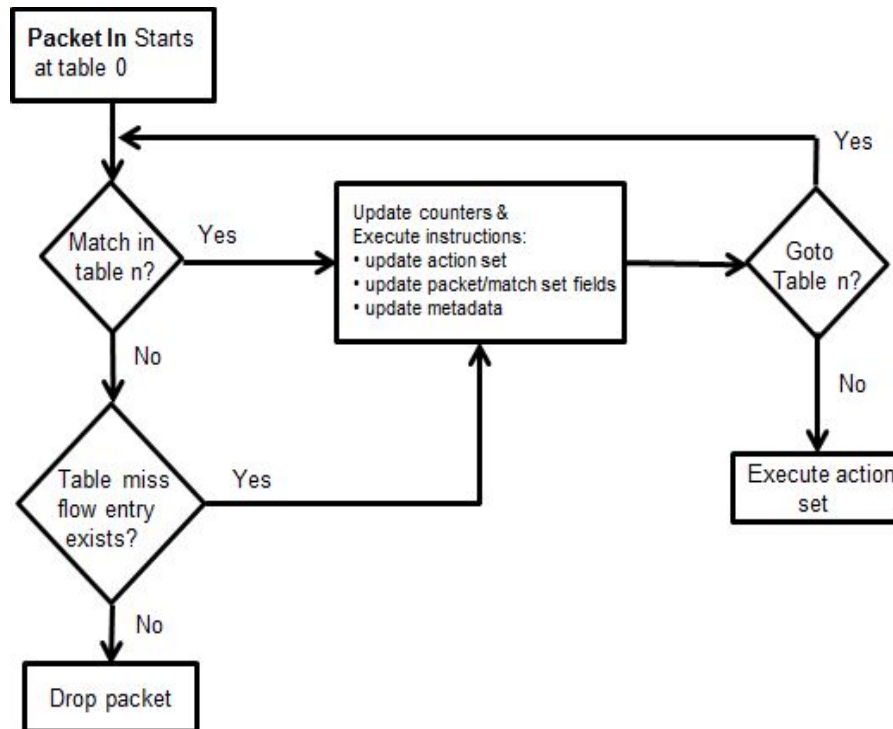 Packet In Starts
at table 0
Yes
Match in
table n?
Yes
Update counters &
Execute instructions:
• update action set
• update packet/match set fields
• update metadata
Goto
Table n?
No
No
Table miss
flow entry
exists?
Yes
Execute action
set
No
Drop packet